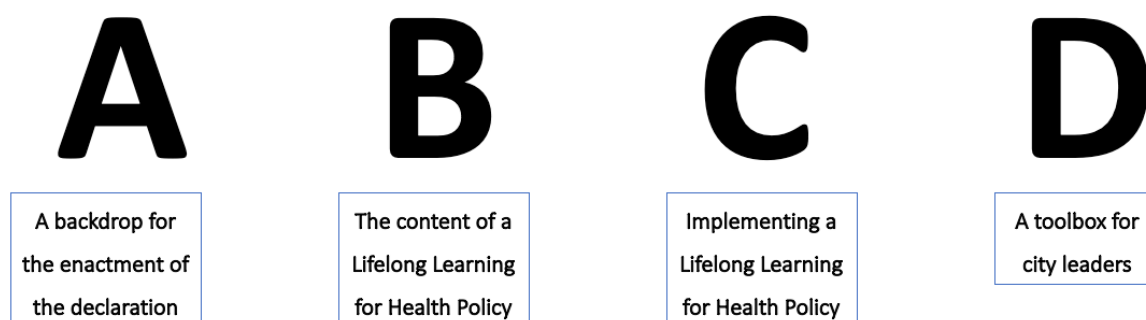 A
B
C
D
A backdrop for
the enactment of
the declaration
The content of a
Lifelong Learning
for Health Policy
Implementing a
Lifelong Learning
for Health Policy
A toolbox for
city leaders